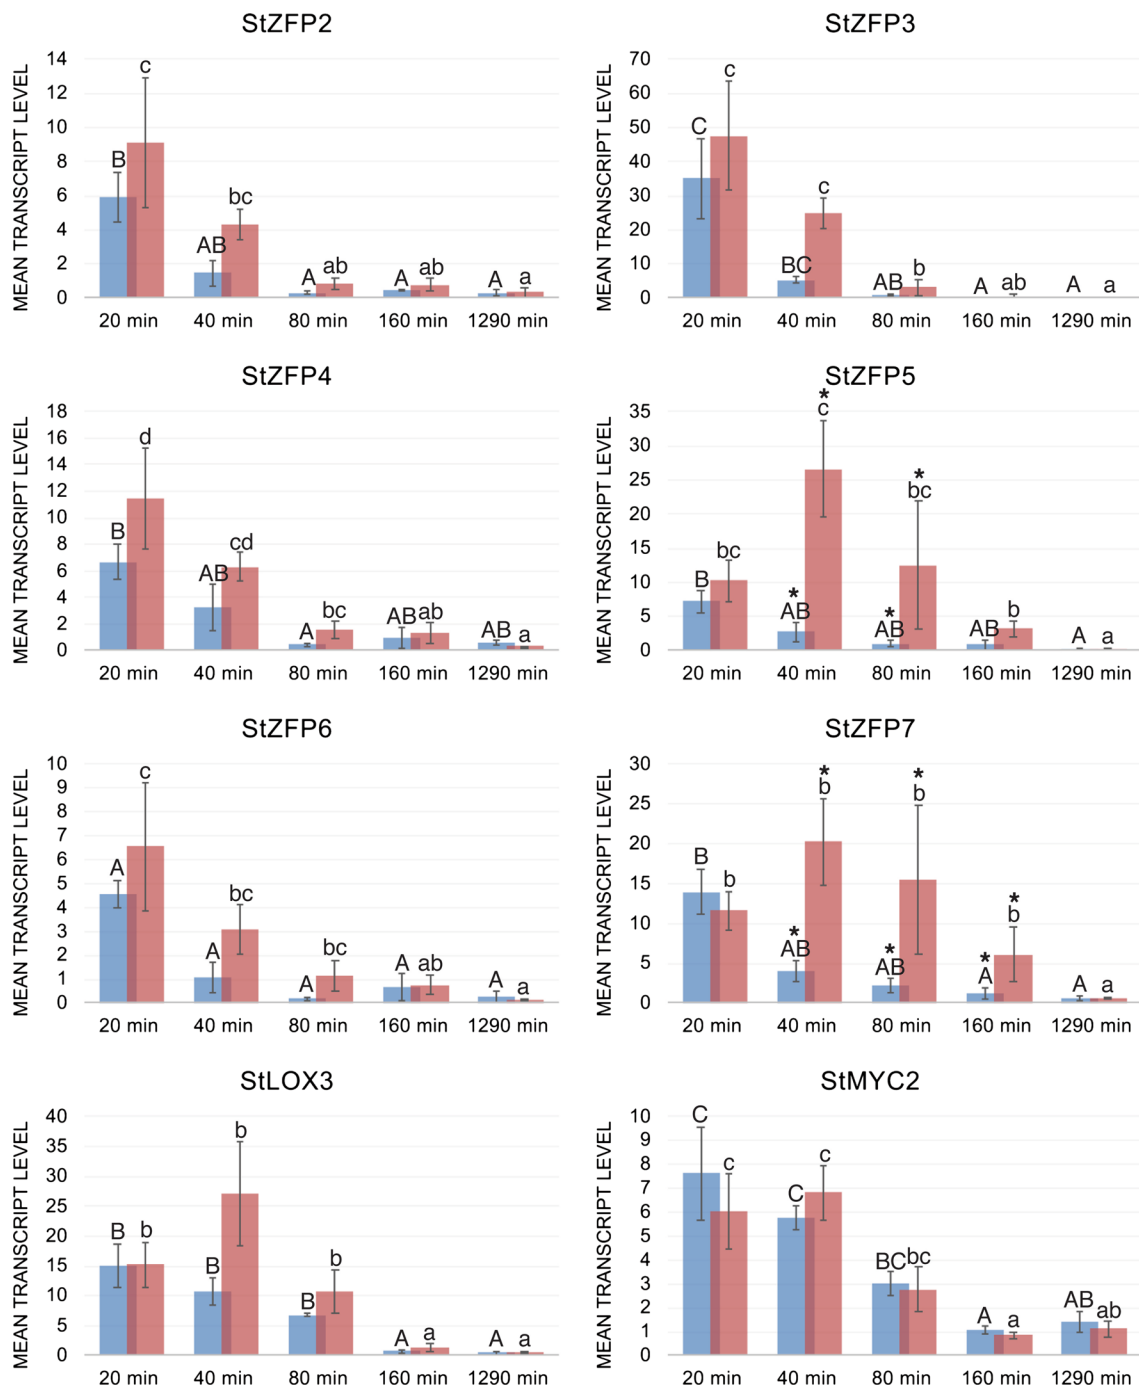 StZFP2
MEAN TRANSCRIPT LEVEL
14
12
10
8
6
4
2
0
B
c
AB
bc
A
ab
A
ab
A
a
20 min 40 min 80 min 160 min 1290 min
StZFP3
MEAN TRANSCRIPT LEVEL
70
60
50
40
30
20
10
0
C
c
BC
c
AB
b
A
ab
A
a
20 min 40 min 80 min 160 min 1290 min
StZFP4
MEAN TRANSCRIPT LEVEL
18
16
14
12
10
8
6
4
2
0
B
d
AB
cd
A
bc
AB
ab
AB
a
20 min 40 min 80 min 160 min 1290 min
StZFP5
MEAN TRANSCRIPT LEVEL
35
30
25
20
15
10
5
0
B
bc
*
AB
*
c
*
AB
*
bc
AB
b
A
a
20 min 40 min 80 min 160 min 1290 min
StZFP6
MEAN TRANSCRIPT LEVEL
10
9
8
7
6
5
4
3
2
1
0
A
c
A
bc
A
bc
A
ab
A
a
20 min 40 min 80 min 160 min 1290 min
StZFP7
MEAN TRANSCRIPT LEVEL
30
25
20
15
10
5
0
B
b
*
AB
*
b
*
AB
*
b
*
A
*
b
A
a
20 min 40 min 80 min 160 min 1290 min
StLOX3
MEAN TRANSCRIPT LEVEL
40
35
30
25
20
15
10
5
0
B
b
B
b
B
b
A
a
A
a
20 min 40 min 80 min 160 min 1290 min
StMYC2
MEAN TRANSCRIPT LEVEL
10
9
8
7
6
5
4
3
2
1
0
C
c
C
c
BC
bc
A
a
AB
ab
20 min 40 min 80 min 160 min 1290 min